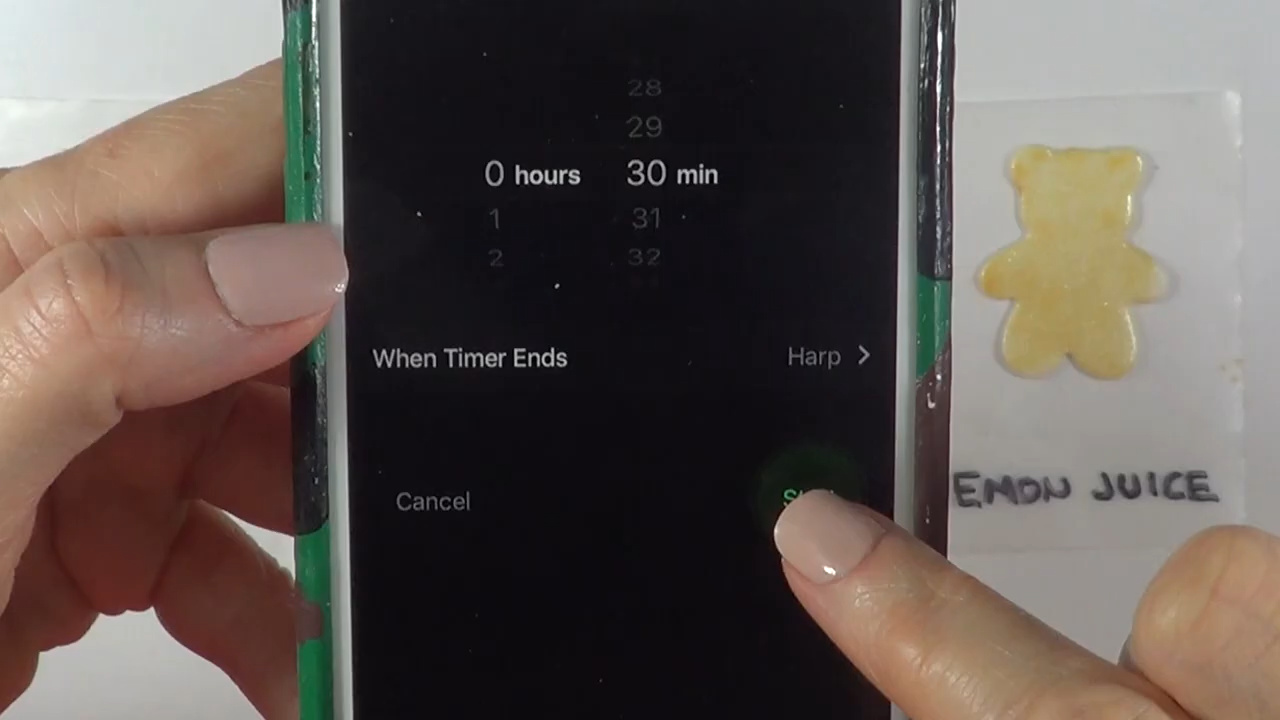 28
29
0 hours 30 min
1 31
2 32
When Timer Ends Harp >
Cancel
EMON JUICE